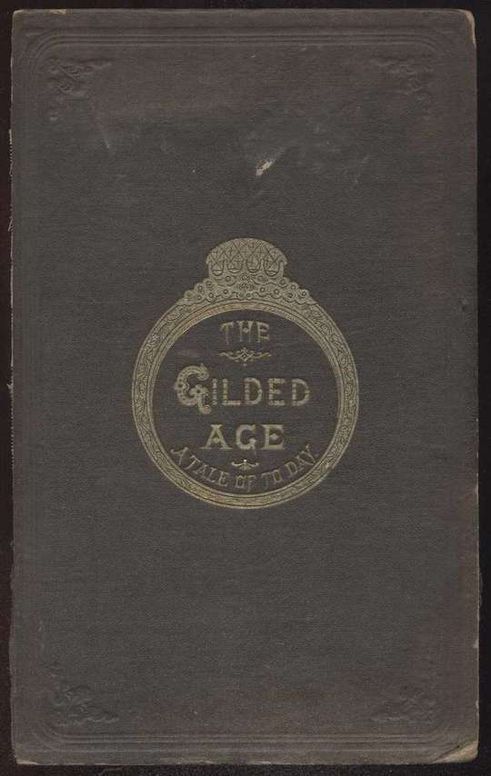 THE
GILDED
AGE
A TALE OF TO DAY.